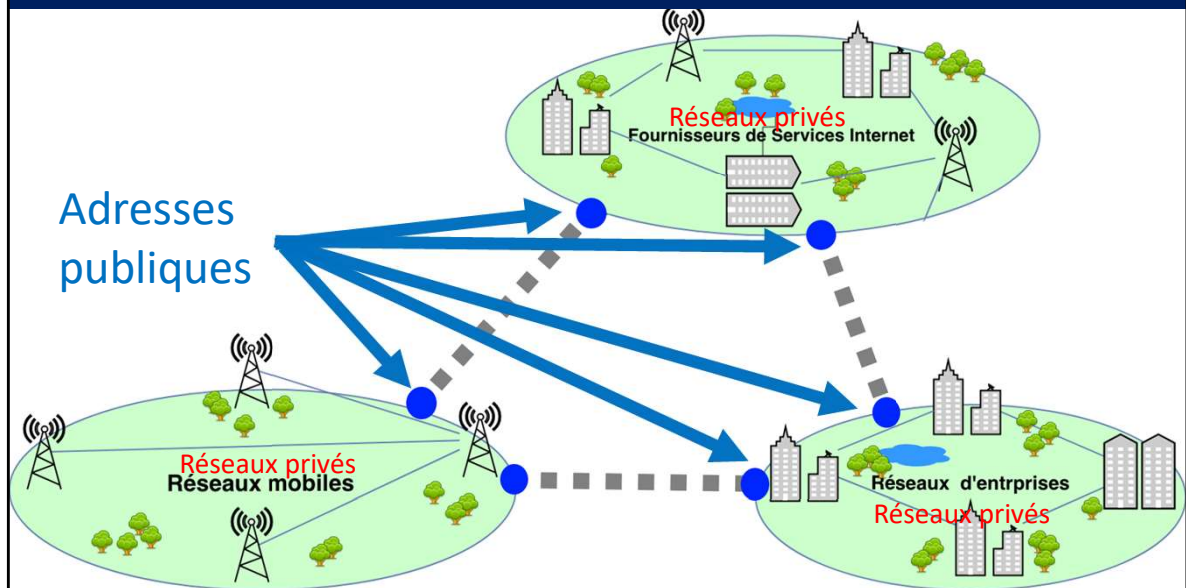 Réseaux privés
Fournisseurs de Services Internet
Adresses
publiques
Réseaux privés
Réseaux mobiles
Réseaux d'entrprises
Réseaux privés